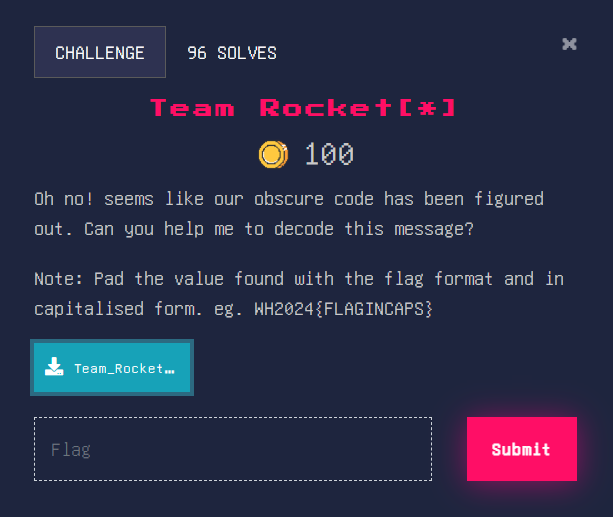 CHALLENGE
96 SOLVES
✖
Team Rocket[*]
100
Oh no! seems like our obscure code has been figured
out. Can you help me to decode this message?
Note: Pad the value found with the flag format and in
capitalised form. eg. WH2024{FLAGINCAPS}
Team_Rocket…
Flag
Submit